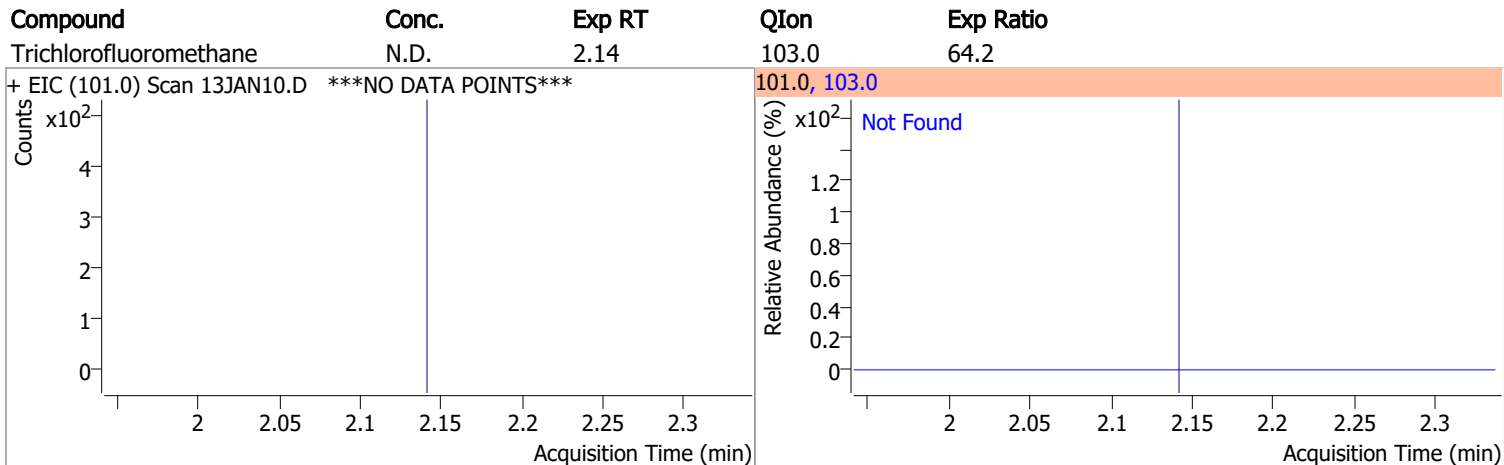 Compound Conc. Exp RT QIon Exp Ratio
Trichlorofluoromethane N.D. 2.14 103.0 64.2
+ EIC (101.0) Scan 13JAN10.D ***NO DATA POINTS***
Counts
x10²
4
3
2
1
0
2 2.05 2.1 2.15 2.2 2.25 2.3
Acquisition Time (min)
101.0, 103.0
Relative Abundance (%)
x10²
Not Found
1.2
1
0.8
0.6
0.4
0.2
0
2 2.05 2.1 2.15 2.2 2.25 2.3
Acquisition Time (min)